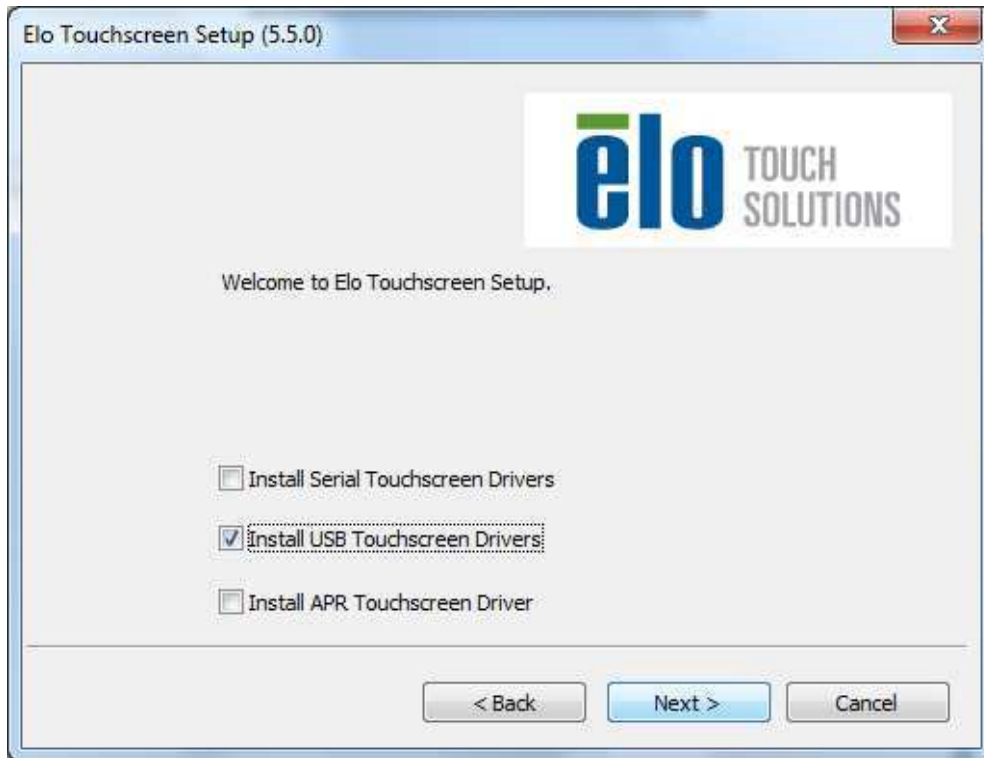 Elo Touchscreen Setup (5.5.0)
elo TOUCH
SOLUTIONS
Welcome to Elo Touchscreen Setup.
Install Serial Touchscreen Drivers
Install USB Touchscreen Drivers
Install APR Touchscreen Driver
< Back Next > Cancel